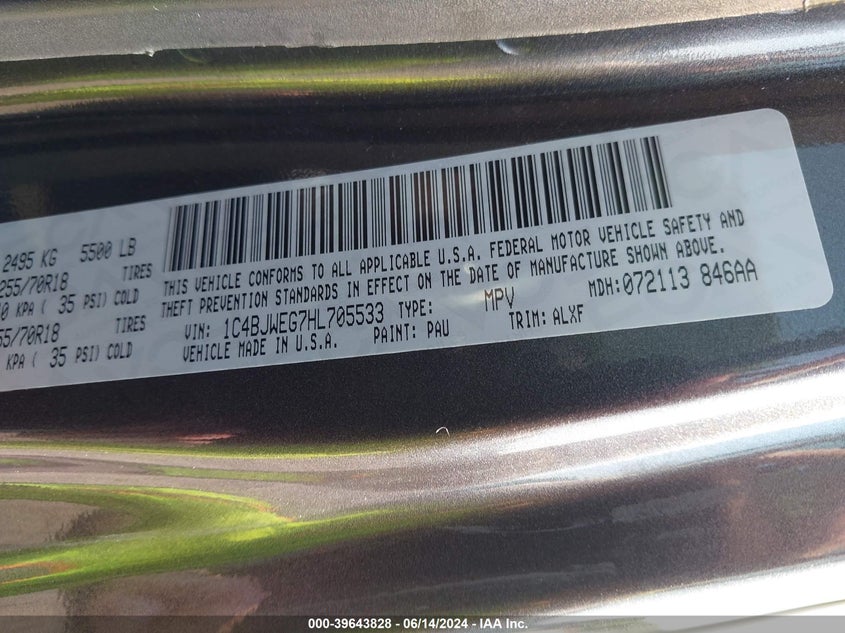 2495 KG 5500 LB
255/70R18 TIRES
0 KPA ( 35 PSI) COLD
55/70R18 TIRES
KPA ( 35 PSI) COLD
THIS VEHICLE CONFORMS TO ALL APPLICABLE U.S.A. FEDERAL MOTOR VEHICLE SAFETY AND
THEFT PREVENTION STANDARDS IN EFFECT ON THE DATE OF MANUFACTURE SHOWN ABOVE.
VIN: 1C4BJWEG7HL705533 TYPE: MPV MDH:072113 846AA
VEHICLE MADE IN U.S.A. PAINT: PAU TRIM: ALXF
000-39643828 - 06/14/2024 - IAA Inc.